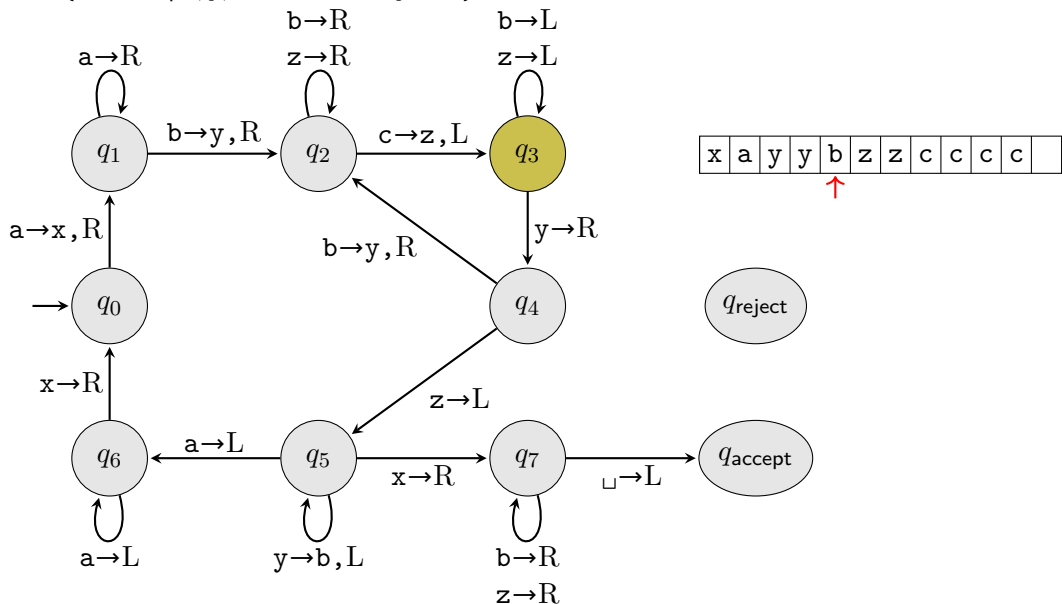 b→R
b→L
a→R
z→R
z→L
q1
b→y,R
q2
c→z,L
q3
x a y y b z z c c c c
↑
a→x,R
b→y,R
y→R
q0
q4
qreject
x→R
z→L
q6
a→L
q5
x→R
q7
␣→L
qaccept
a→L
y→b,L
b→R
z→R